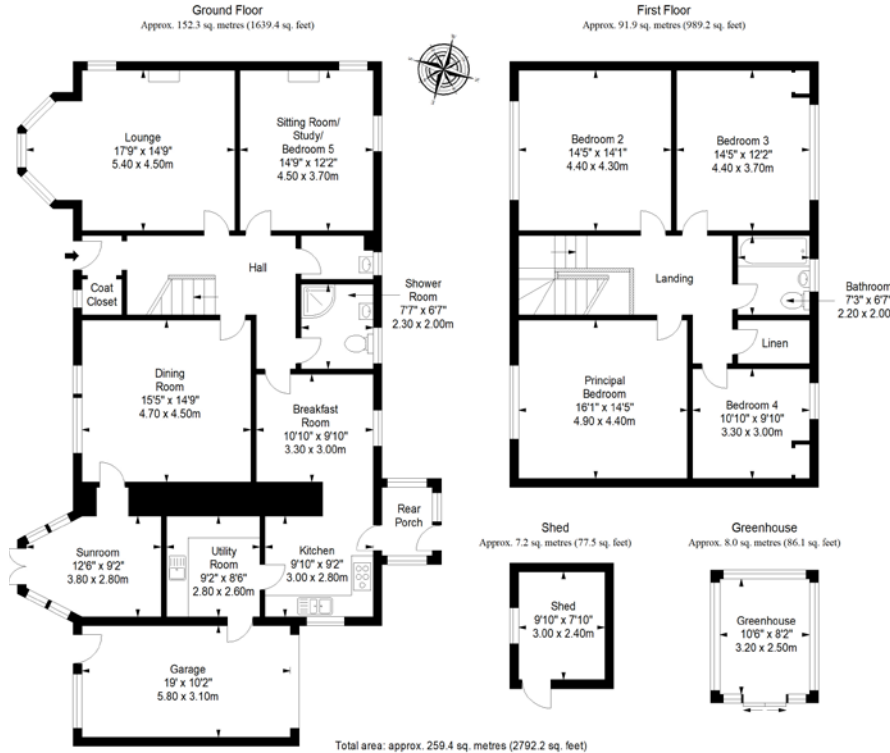 Ground Floor
Approx. 152.3 sq. metres (1639.4 sq. feet)
First Floor
Approx. 91.9 sq. metres (989.2 sq. feet)
Lounge
17'9" x 14'9"
5.40 x 4.50m
Sitting Room/
Study/
Bedroom 5
14'9" x 12'2"
4.50 x 3.70m
Hall
Coat
Closet
Shower
Room
7'7" x 6'7"
2.30 x 2.00m
Dining
Room
15'5" x 14'9"
4.70 x 4.50m
Breakfast
Room
10'10" x 9'10"
3.30 x 3.00m
Rear
Porch
Sunroom
12'6" x 9'2"
3.80 x 2.80m
Utility
Room
9'2" x 8'6"
2.80 x 2.60m
Kitchen
9'10" x 9'2"
3.00 x 2.80m
Garage
19' x 10'2"
5.80 x 3.10m
Bedroom 2
14'5" x 14'1"
4.40 x 4.30m
Bedroom 3
14'5" x 12'2"
4.40 x 3.70m
Landing
Bathroom
7'3" x 6'7"
2.20 x 2.00
Linen
Principal
Bedroom
16'1" x 14'5"
4.90 x 4.40m
Bedroom 4
10'10" x 9'10"
3.30 x 3.00m
Shed
Approx. 7.2 sq. metres (77.5 sq. feet)
Shed
9'10" x 7'10"
3.00 x 2.40m
Greenhouse
Approx. 8.0 sq. metres (86.1 sq. feet)
Greenhouse
10'6" x 8'2"
3.20 x 2.50m
Total area: approx. 259.4 sq. metres (2792.2 sq. feet)